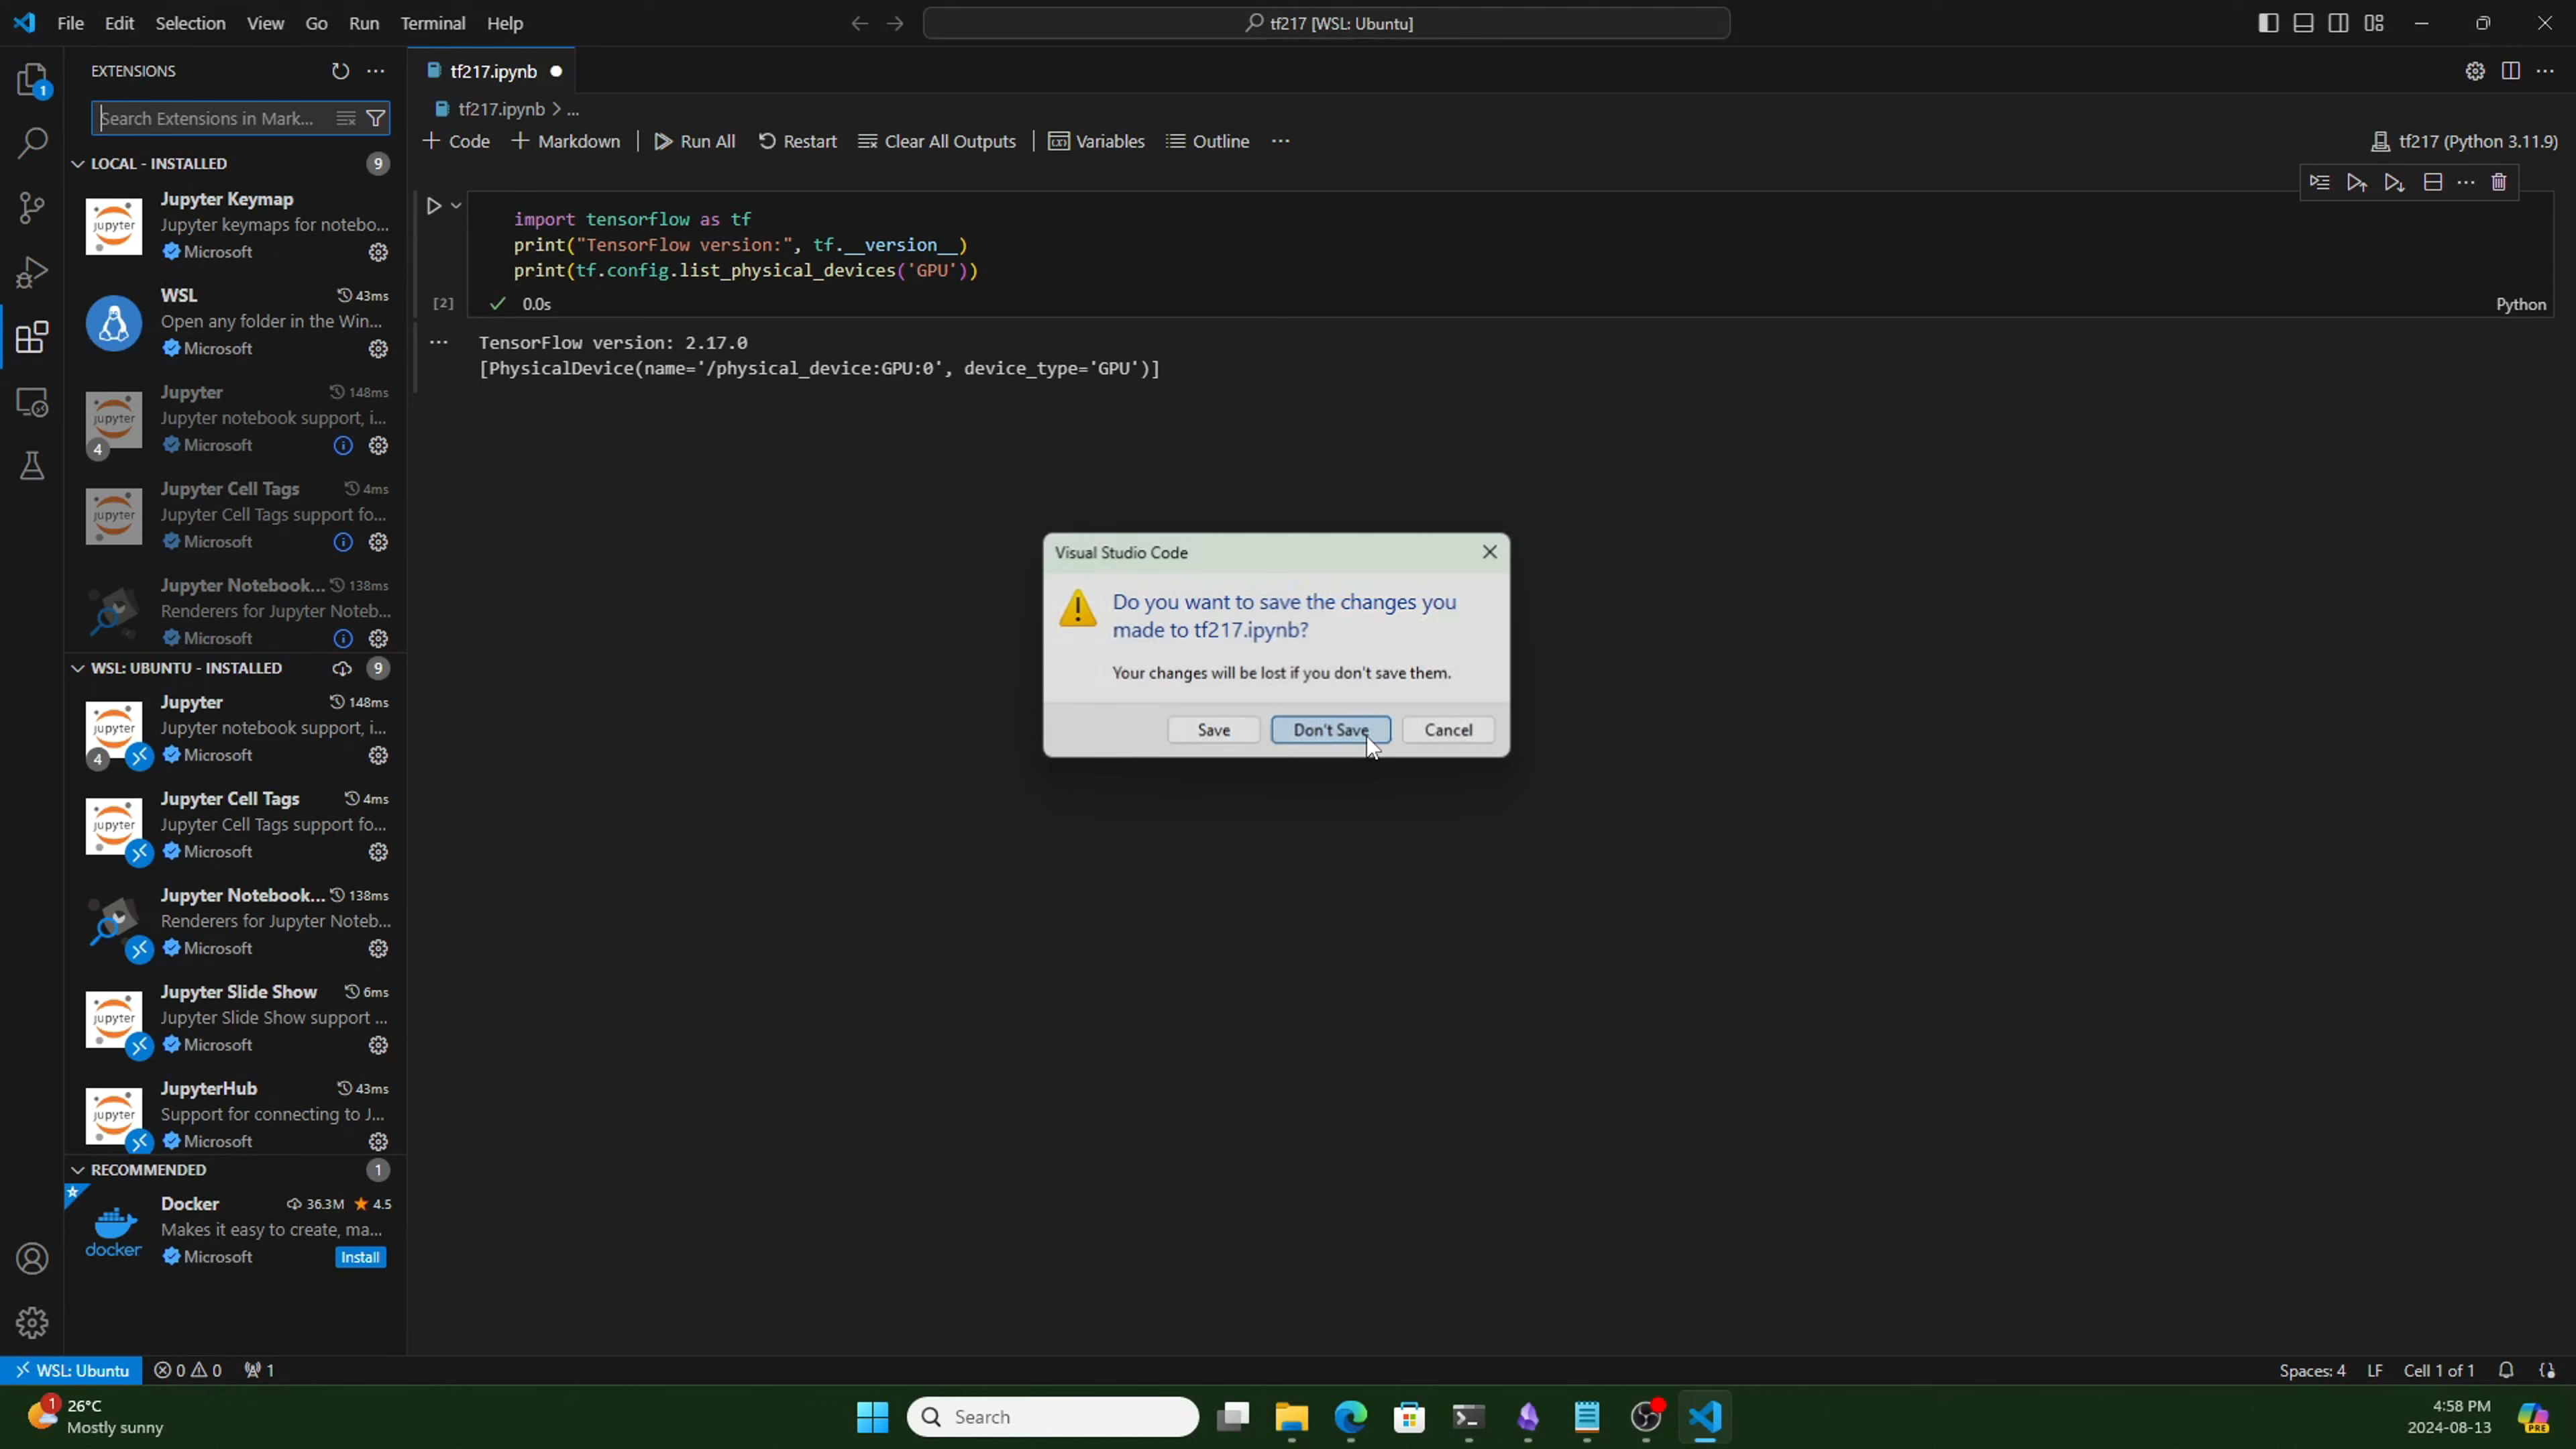 File Edit Selection View Go Run Terminal Help
tf217 [WSL: Ubuntu]
EXTENSIONS
Search Extensions in Mark...
LOCAL - INSTALLED 9
Jupyter Keymap
Jupyter keymaps for notebo...
Microsoft
WSL 43ms
Open any folder in the Win...
Microsoft
Jupyter 148ms
Jupyter notebook support, i...
Microsoft
4
Jupyter Cell Tags 4ms
Jupyter Cell Tags support fo...
Microsoft
Jupyter Notebook... 138ms
Renderers for Jupyter Noteb...
Microsoft
WSL: UBUNTU - INSTALLED 9
Jupyter 148ms
Jupyter notebook support, i...
Microsoft
4
Jupyter Cell Tags 4ms
Jupyter Cell Tags support fo...
Microsoft
Jupyter Notebook... 138ms
Renderers for Jupyter Noteb...
Microsoft
Jupyter Slide Show 6ms
Jupyter Slide Show support ...
Microsoft
JupyterHub 43ms
Support for connecting to J...
Microsoft
RECOMMENDED 1
Docker 36.3M 4.5
Makes it easy to create, ma...
Microsoft Install
docker
tf217.ipynb
tf217.ipynb > ...
+ Code + Markdown Run All Restart Clear All Outputs Variables Outline ...
tf217 (Python 3.11.9)
import tensorflow as tf
print("TensorFlow version:", tf.__version__)
print(tf.config.list_physical_devices('GPU'))
[2] 0.0s
Python
TensorFlow version: 2.17.0
[PhysicalDevice(name='/physical_device:GPU:0', device_type='GPU')]
Visual Studio Code
Do you want to save the changes you
made to tf217.ipynb?
Your changes will be lost if you don't save them.
Save Don't Save Cancel
WSL: Ubuntu 0 0 1
Spaces: 4 LF Cell 1 of 1
1
26°C
Mostly sunny
Search
4:58 PM
2024-08-13
PRE